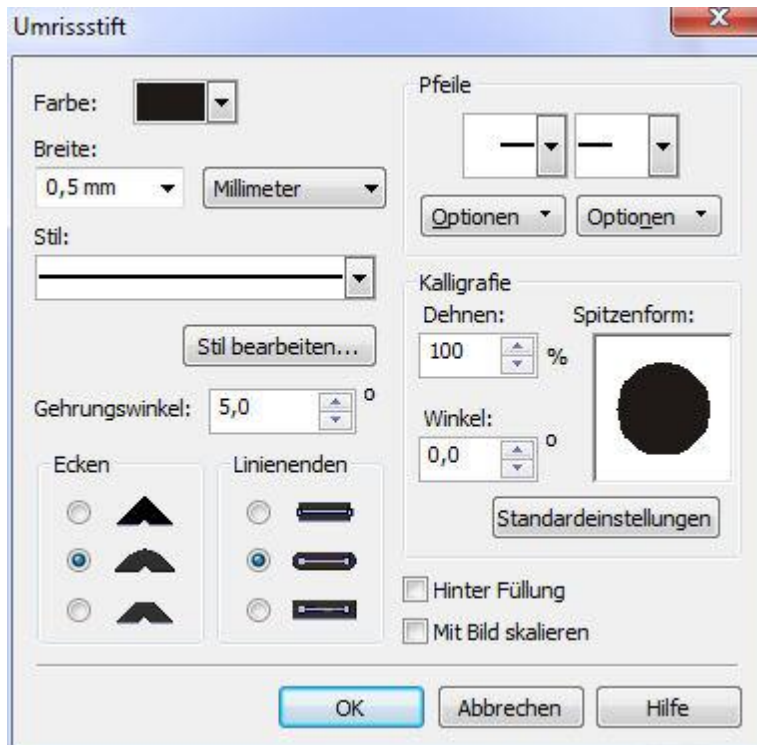 Umrissstift
Farbe:
Breite:
0,5 mm
Millimeter
Stil:
Stil bearbeiten...
Gehrungswinkel:
5,0
o
Ecken
Linienenden
Pfeile
Optionen
Optionen
Kalligrafie
Dehnen:
Spitzenform:
100
%
Winkel:
0,0
o
Standardeinstellungen
Hinter Füllung
Mit Bild skalieren
OK
Abbrechen
Hilfe